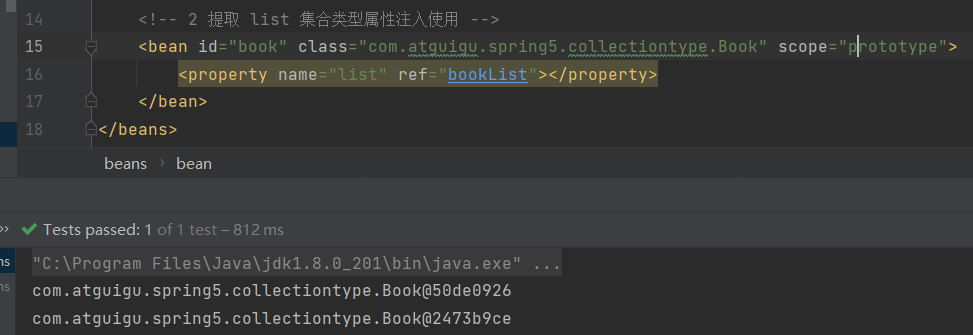 14 <!-- 2 提取 list 集合类型属性注入使用 -->
15 <bean id="book" class="com.atguigu.spring5.collectiontype.Book" scope="prototype">
16 <property name="list" ref="bookList"></property>
17 </bean>
18 </beans>
beans › bean
›› ✔ Tests passed: 1 of 1 test – 812 ms
ns "C:\Program Files\Java\jdk1.8.0_201\bin\java.exe" ...
ns com.atguigu.spring5.collectiontype.Book@50de0926
com.atguigu.spring5.collectiontype.Book@2473b9ce